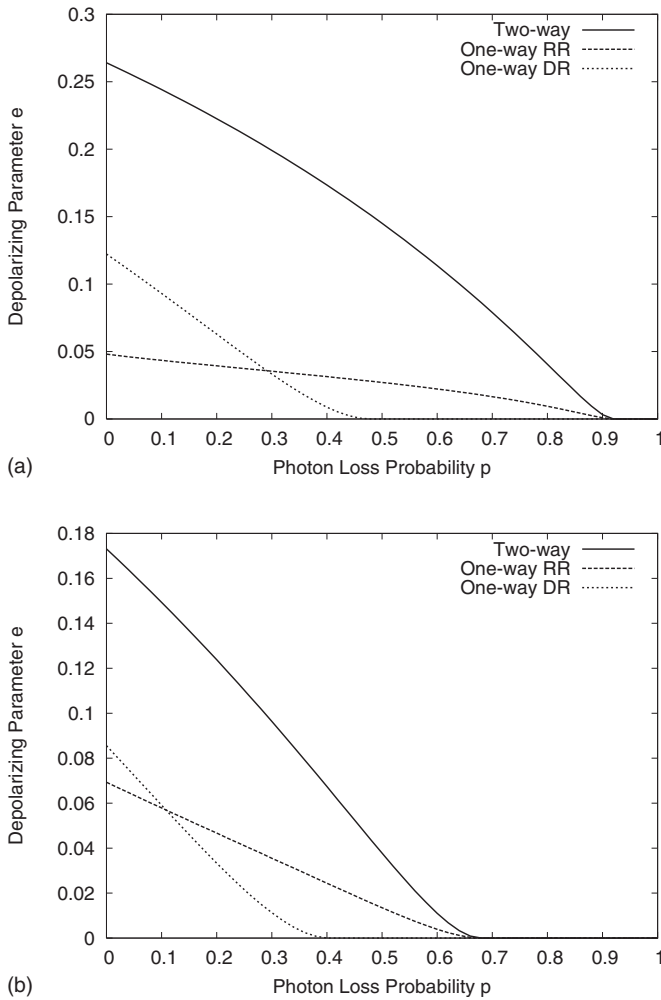 0.3
0.25
0.2
0.15
0.1
0.05
0
Depolarizing Parameter e
Two-way
One-way RR
One-way DR
0 0.1 0.2 0.3 0.4 0.5 0.6 0.7 0.8 0.9 1
Photon Loss Probability p
(a)
0.18
0.16
0.14
0.12
0.1
0.08
0.06
0.04
0.02
0
Depolarizing Parameter e
Two-way
One-way RR
One-way DR
0 0.1 0.2 0.3 0.4 0.5 0.6 0.7 0.8 0.9 1
Photon Loss Probability p
(b)